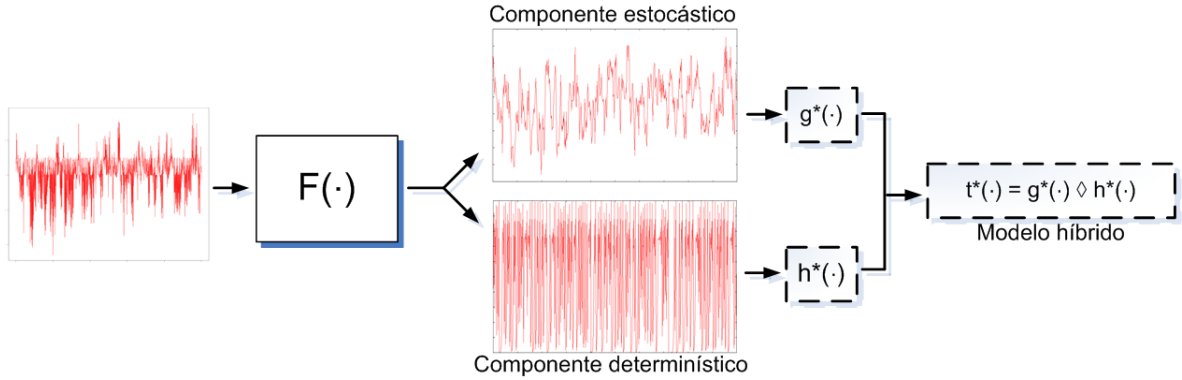 Componente estocástico
F(·)
g*(·)
h*(·)
t*(·) = g*(·) ◊ h*(·)
Modelo híbrido
Componente determinístico